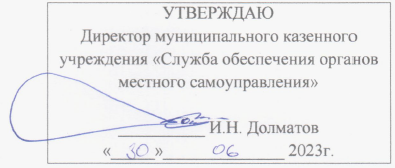 УТВЕРЖДАЮ
Директор муниципального казенного
учреждения «Служба обеспечения органов
местного самоуправления»
И.Н. Долматов
«30» 06 2023г.